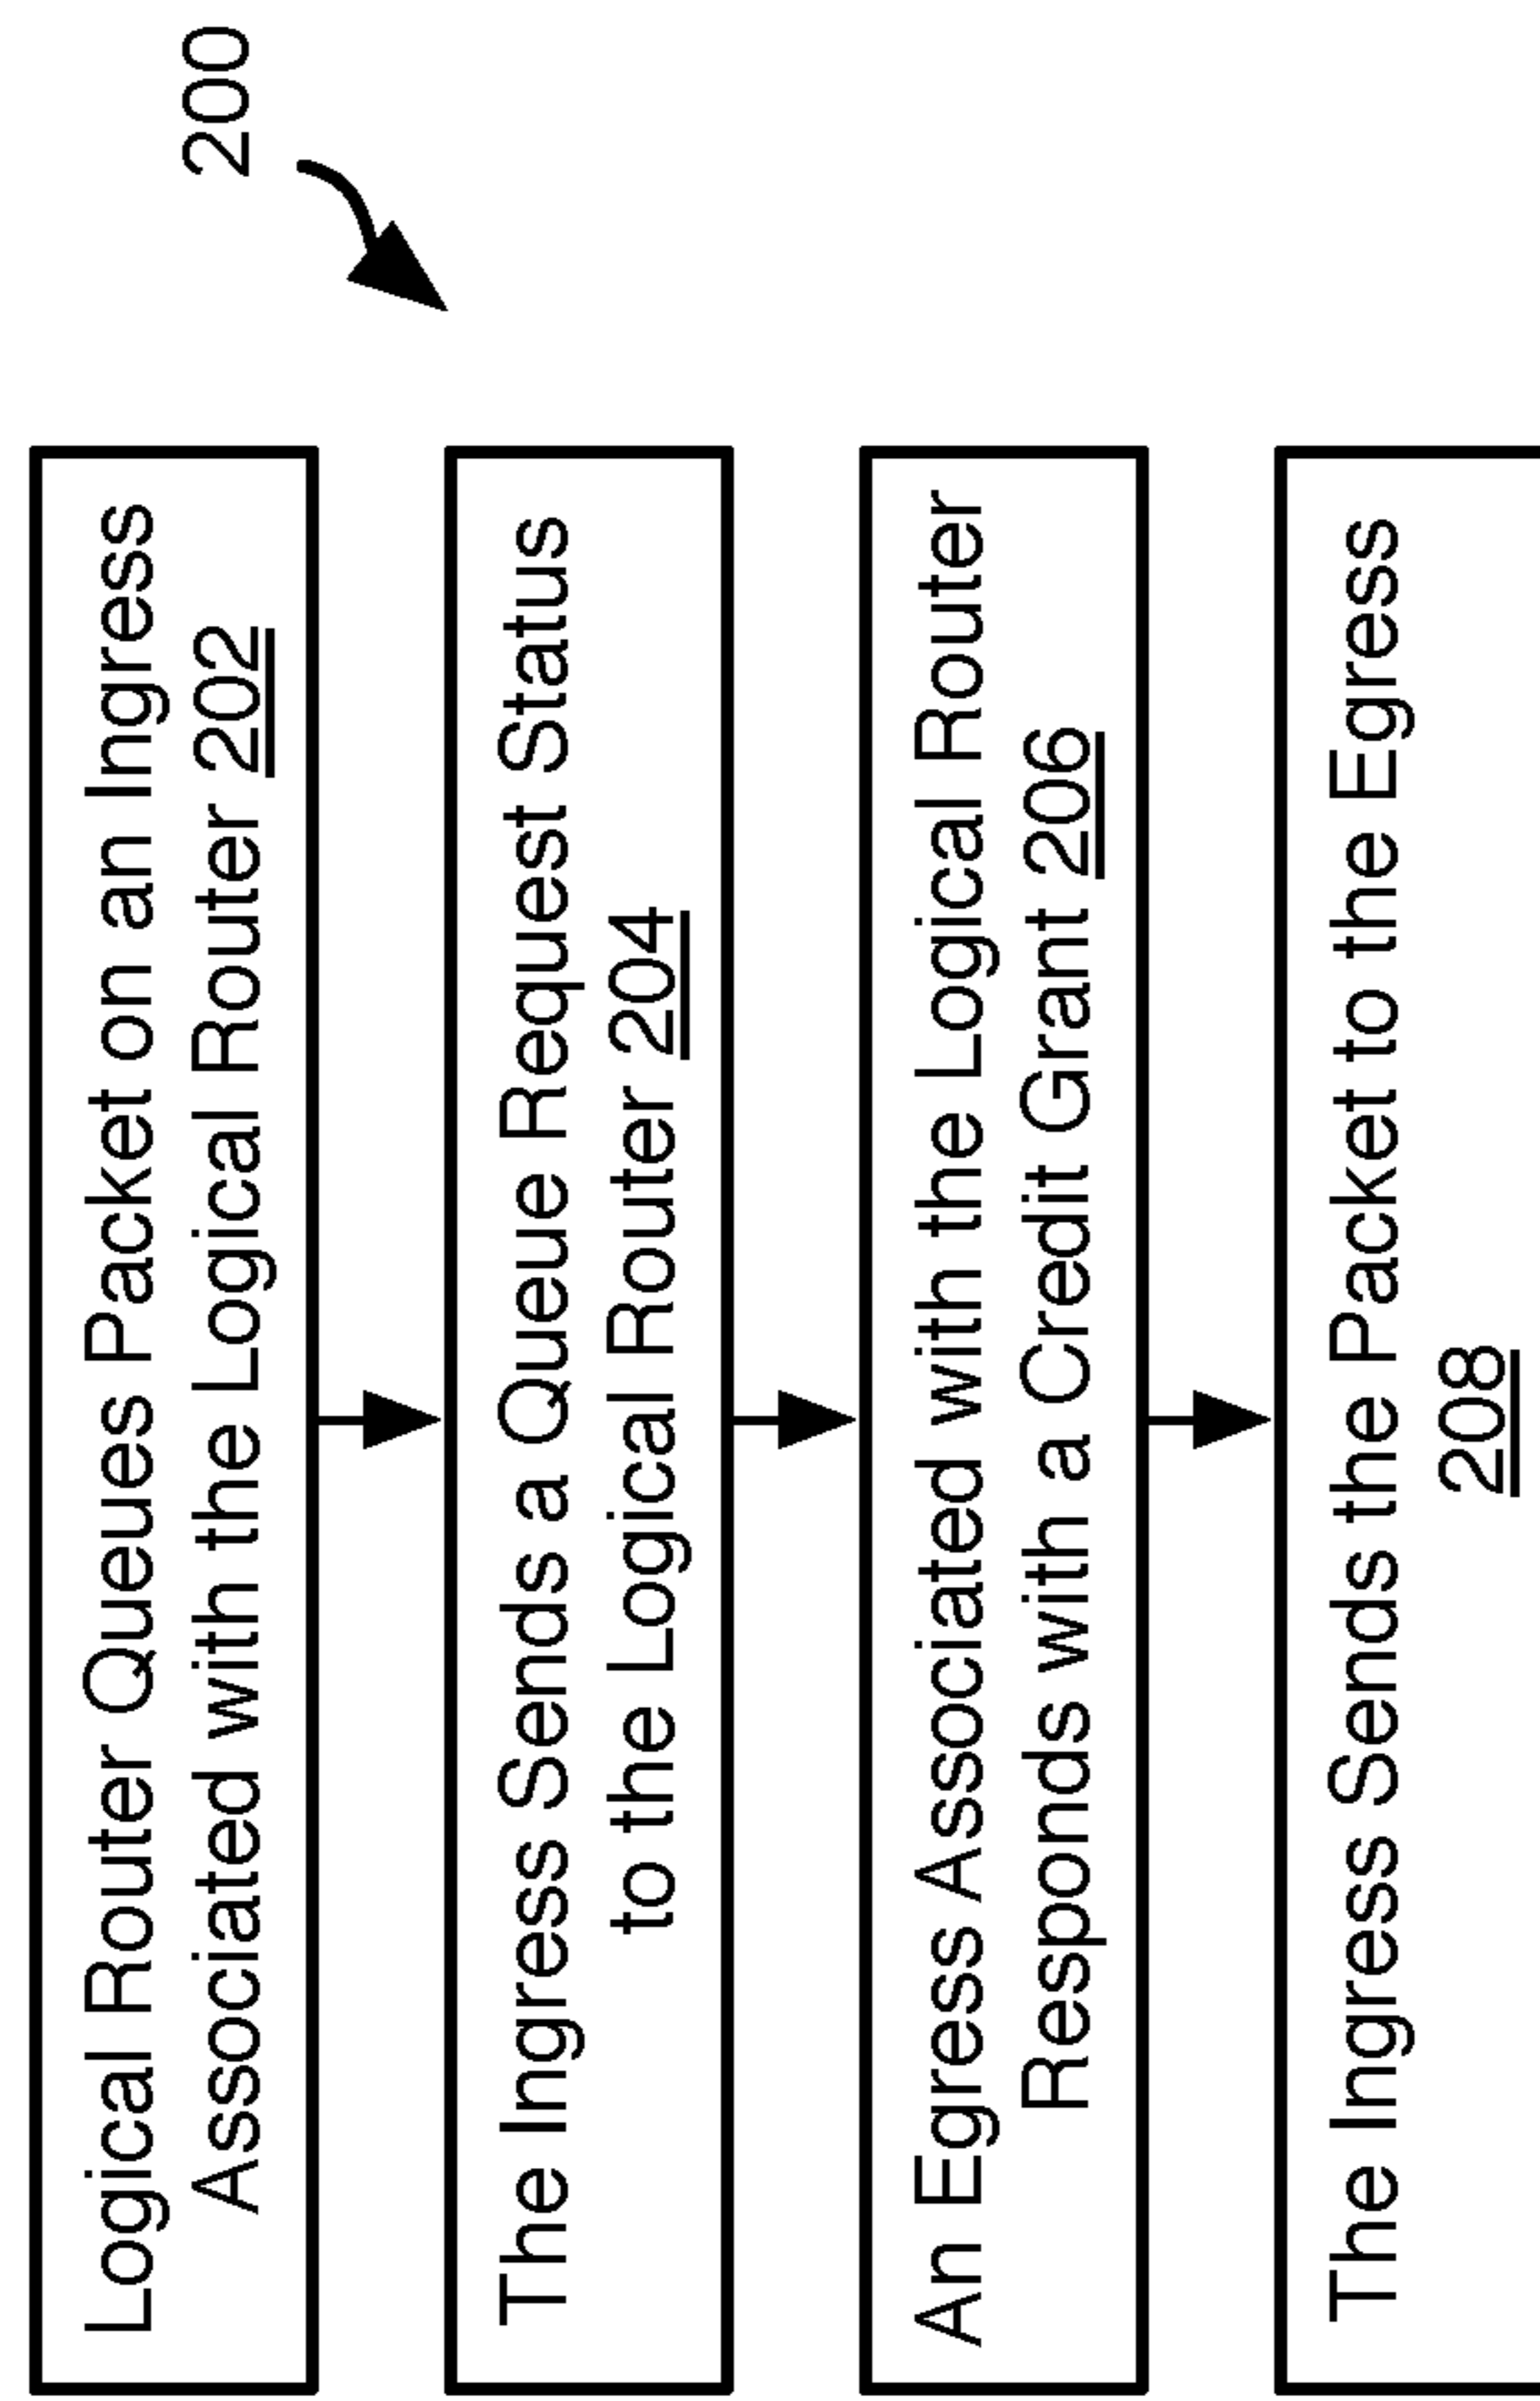 200
Logical Router Queues Packet on an Ingress
Associated with the Logical Router 202
The Ingress Sends a Queue Request Status
to the Logical Router 204
An Egress Associated with the Logical Router
Responds with a Credit Grant 206
The Ingress Sends the Packet to the Egress
208